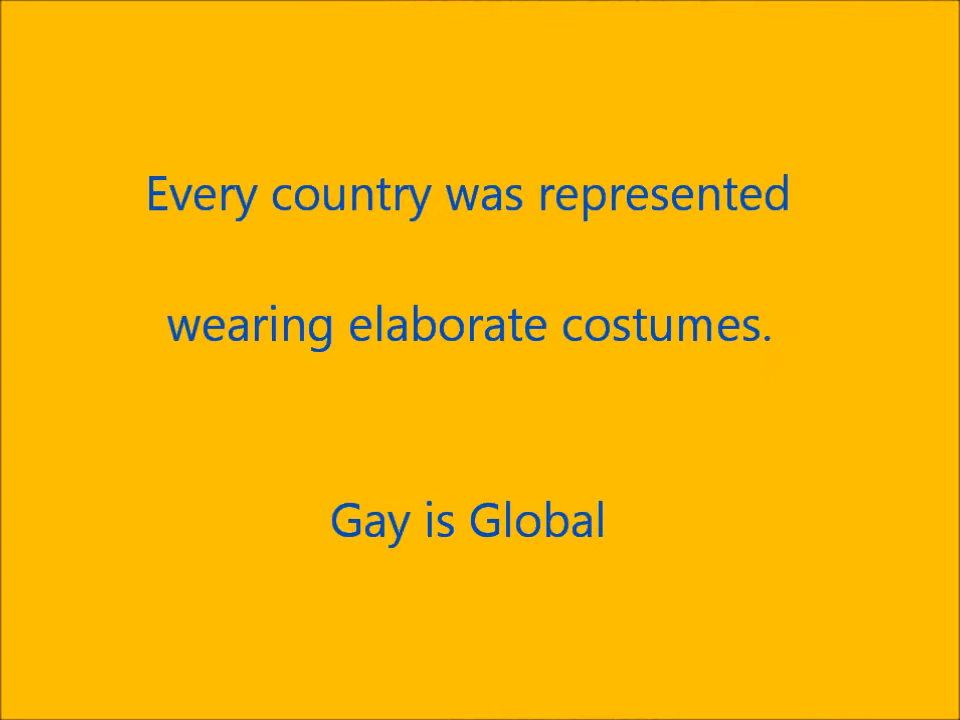 Every country was represented
wearing elaborate costumes.
Gay is Global